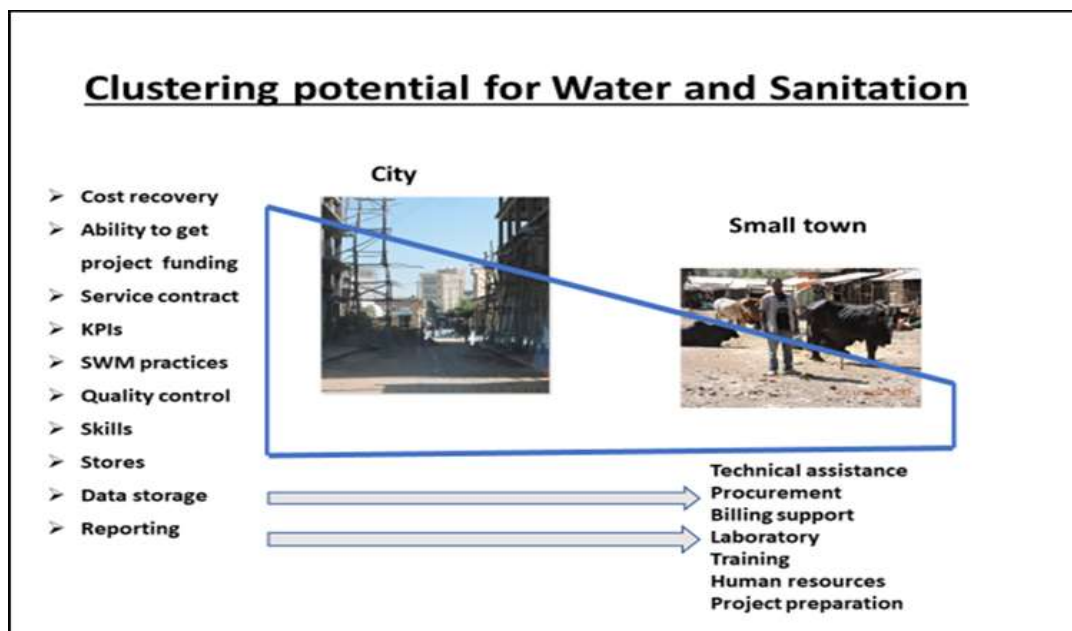 Clustering potential for Water and Sanitation
City
Small town
➢ Cost recovery
➢ Ability to get
project funding
➢ Service contract
➢ KPIs
➢ SWM practices
➢ Quality control
➢ Skills
➢ Stores
➢ Data storage
➢ Reporting
Technical assistance
Procurement
Billing support
Laboratory
Training
Human resources
Project preparation